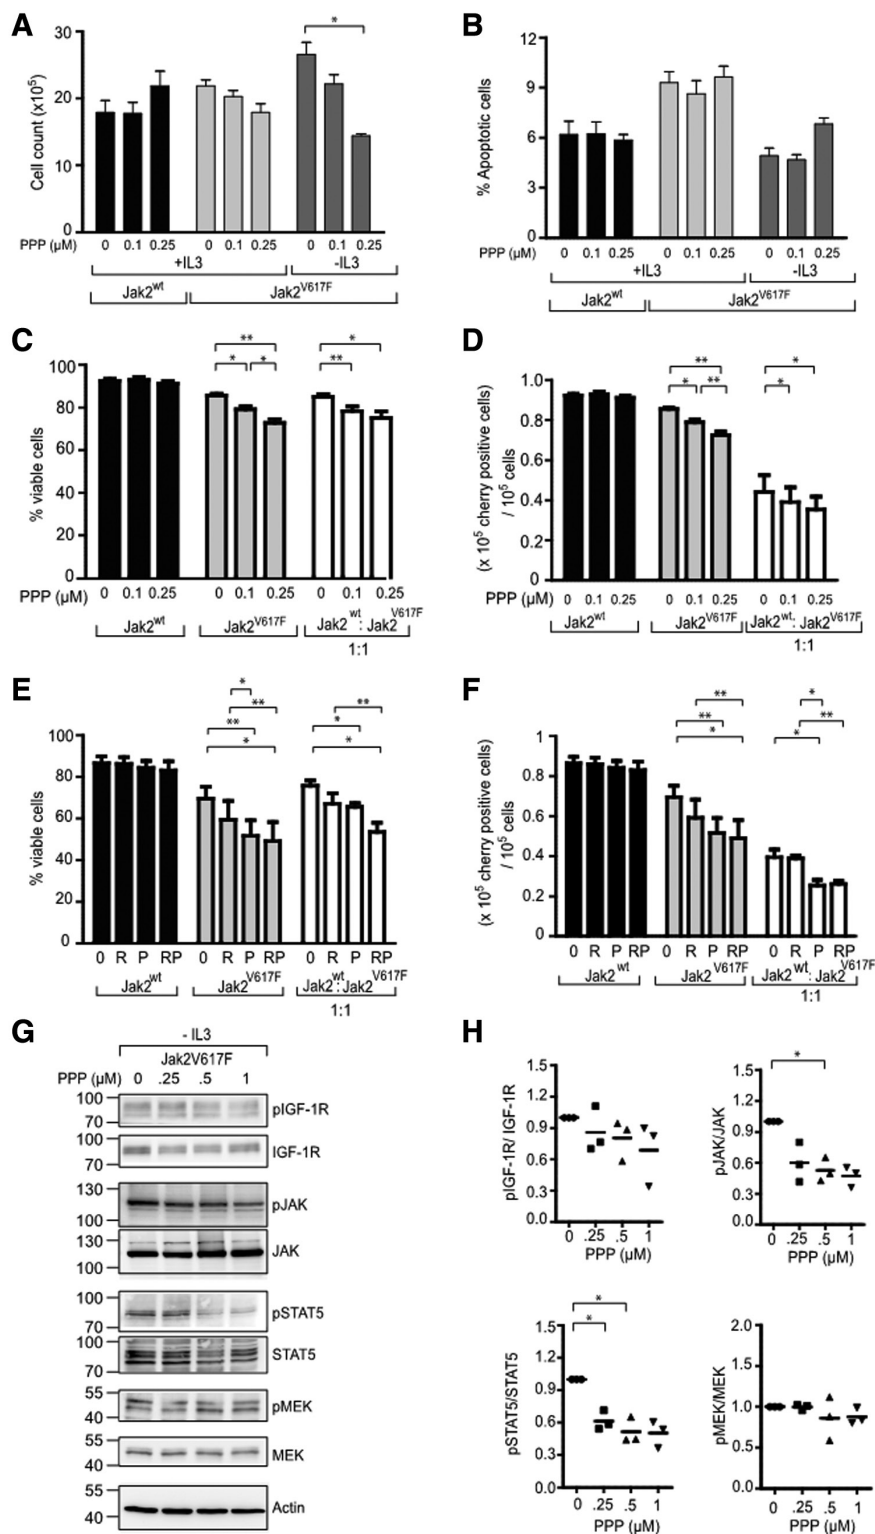 A
Cell count (x10⁵)
30
20
10
0
*
PPP (µM)
0 0.1 0.25 0 0.1 0.25 0 0.1 0.25
+IL3 -IL3
Jak2wt Jak2V617F
B
% Apoptotic cells
12
9
6
3
0
PPP (µM)
0 0.1 0.25 0 0.1 0.25 0 0.1 0.25
+IL3 -IL3
Jak2wt Jak2V617F
C
% viable cells
100
80
60
40
20
0
** *
* * **
PPP (µM) 0 0.1 0.25 0 0.1 0.25 0 0.1 0.25
Jak2wt Jak2V617F Jak2wt: Jak2V617F
1:1
D
(x 10⁵ cherry positive cells)
/ 10⁵ cells
1.0
0.8
0.6
0.4
0.2
0
** *
* ** *
PPP (µM) 0 0.1 0.25 0 0.1 0.25 0 0.1 0.25
Jak2wt Jak2V617F Jak2wt: Jak2V617F
1:1
E
% viable cells
100
80
60
40
20
0
*
** **
** *
* *
0 R P RP 0 R P RP 0 R P RP
Jak2wt Jak2V617F Jak2wt: Jak2V617F
1:1
F
(x 10⁵ cherry positive cells)
/ 10⁵ cells
1
0.8
0.6
0.4
0.2
0
** *
** **
* *
0 R P RP 0 R P RP 0 R P RP
Jak2wt Jak2V617F Jak2wt: Jak2V617F
1:1
G
- IL3
Jak2V617F
PPP (µM) 0 .25 .5 1
100
70
pIGF-1R
100
70
IGF-1R
130
100
pJAK
130
100
JAK
100
70
pSTAT5
100
70
STAT5
55
40
pMEK
55
40
MEK
55
40
Actin
H
pIGF-1R/ IGF-1R
1.5
1.2
0.9
0.6
0.3
0.0
0 .25 .5 1
PPP (µM)
pJAK/JAK
1.5
1.2
0.9
0.6
0.3
0.0
*
0 .25 .5 1
PPP (µM)
pSTAT5/STAT5
1.5
1.2
0.9
0.6
0.3
0.0
*
*
0 .25 .5 1
PPP (µM)
pMEK/MEK
2.0
1.5
1.0
0.5
0.0
0 .25 .5 1
PPP (µM)